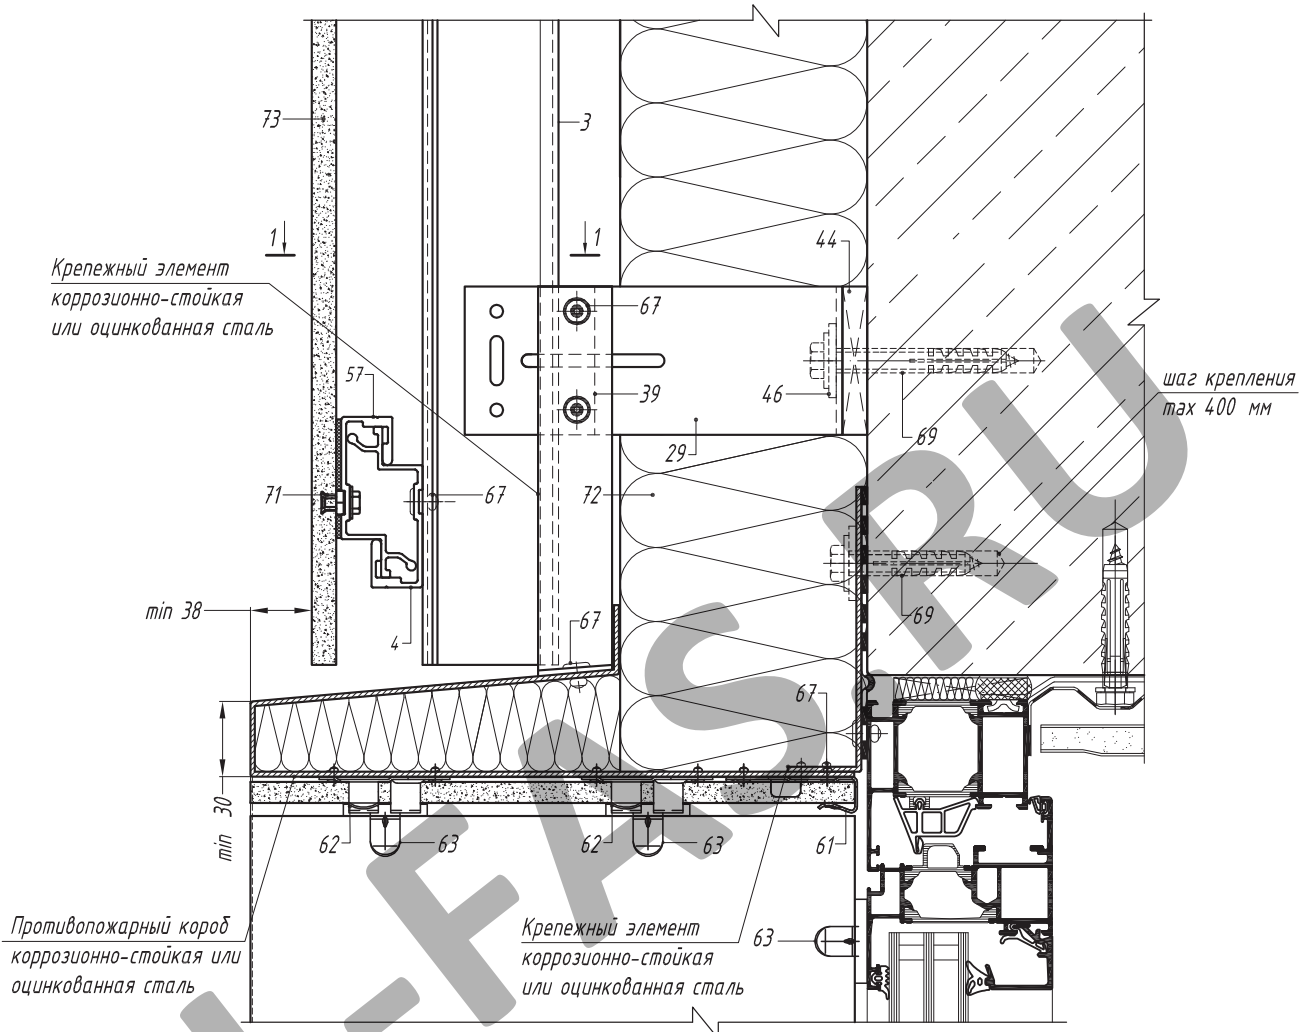 73
3
1
1
44
Крепежный элемент
коррозионно-стойкая
или оцинкованная сталь
67
57
39
46
шаг крепления
max 400 мм
29
69
71
67
72
min 38
4
67
69
67
min 30
62
63
62
63
61
Противопожарный короб
коррозионно-стойкая или
оцинкованная сталь
Крепежный элемент
коррозионно-стойкая
или оцинкованная сталь
63
-FAS.RU